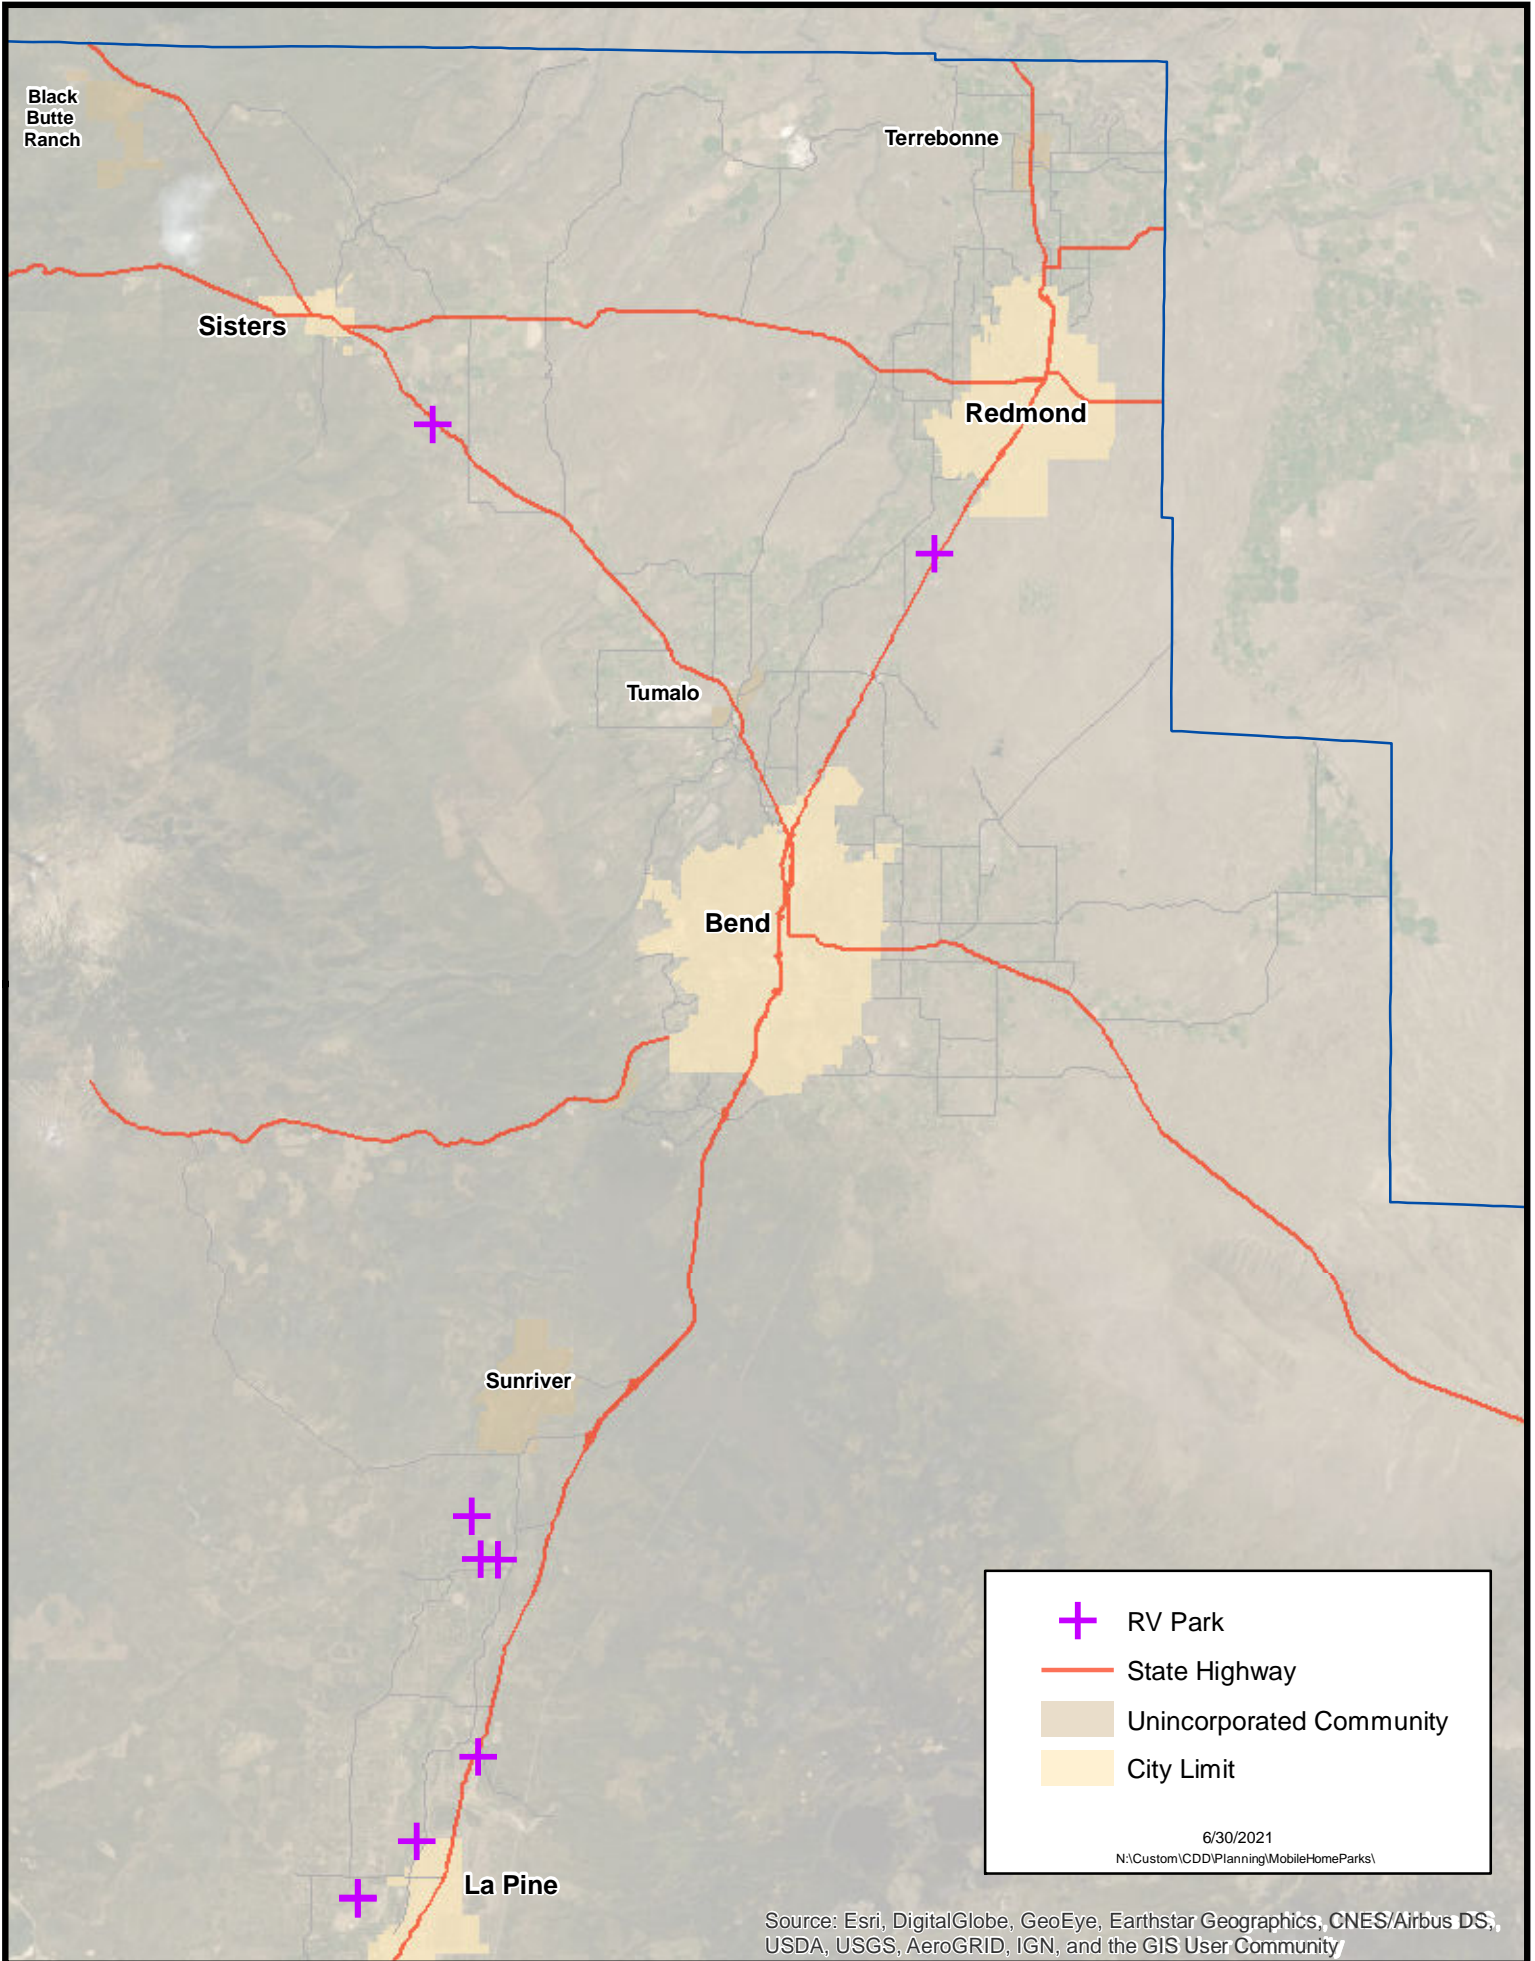 Black
Butte
Ranch
Terrebonne
Sisters
Redmond
Tumalo
Bend
Sunriver
RV Park
State Highway
Unincorporated Community
City Limit
6/30/2021
N:\Custom\CDD\Planning\MobileHomeParks\
La Pine
Source: Esri, DigitalGlobe, GeoEye, Earthstar Geographics, CNES/Airbus DS,
USDA, USGS, AeroGRID, IGN, and the GIS User Community